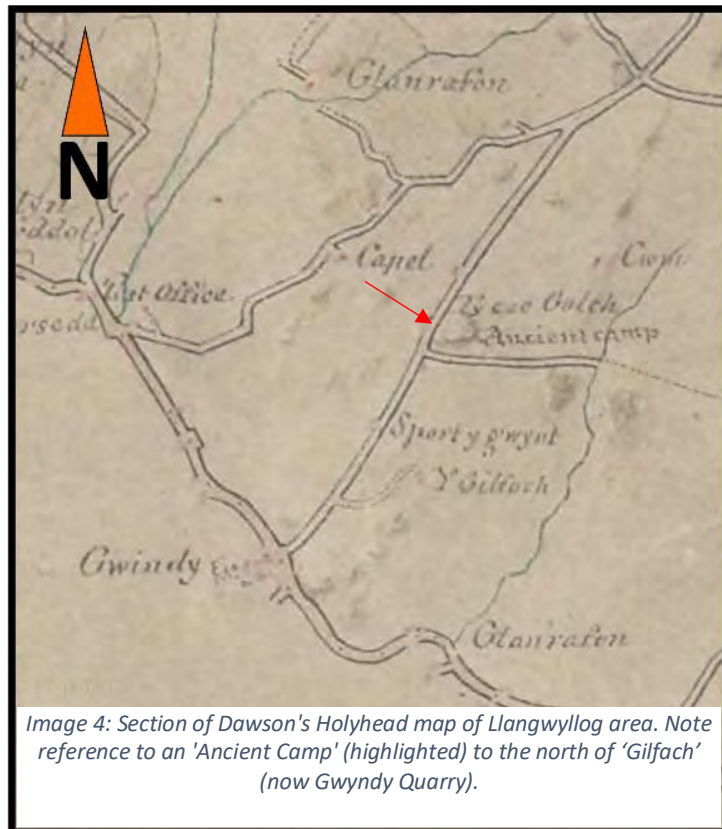 Glanrafon
N
Capel
Post Office
Cwm
Ancient camp
Sport y gwynt
Y Gilfach
Gwindy
Glanrafon
Image 4: Section of Dawson's Holyhead map of Llangwyllog area. Note
reference to an 'Ancient Camp' (highlighted) to the north of ‘Gilfach’
(now Gwyndy Quarry).